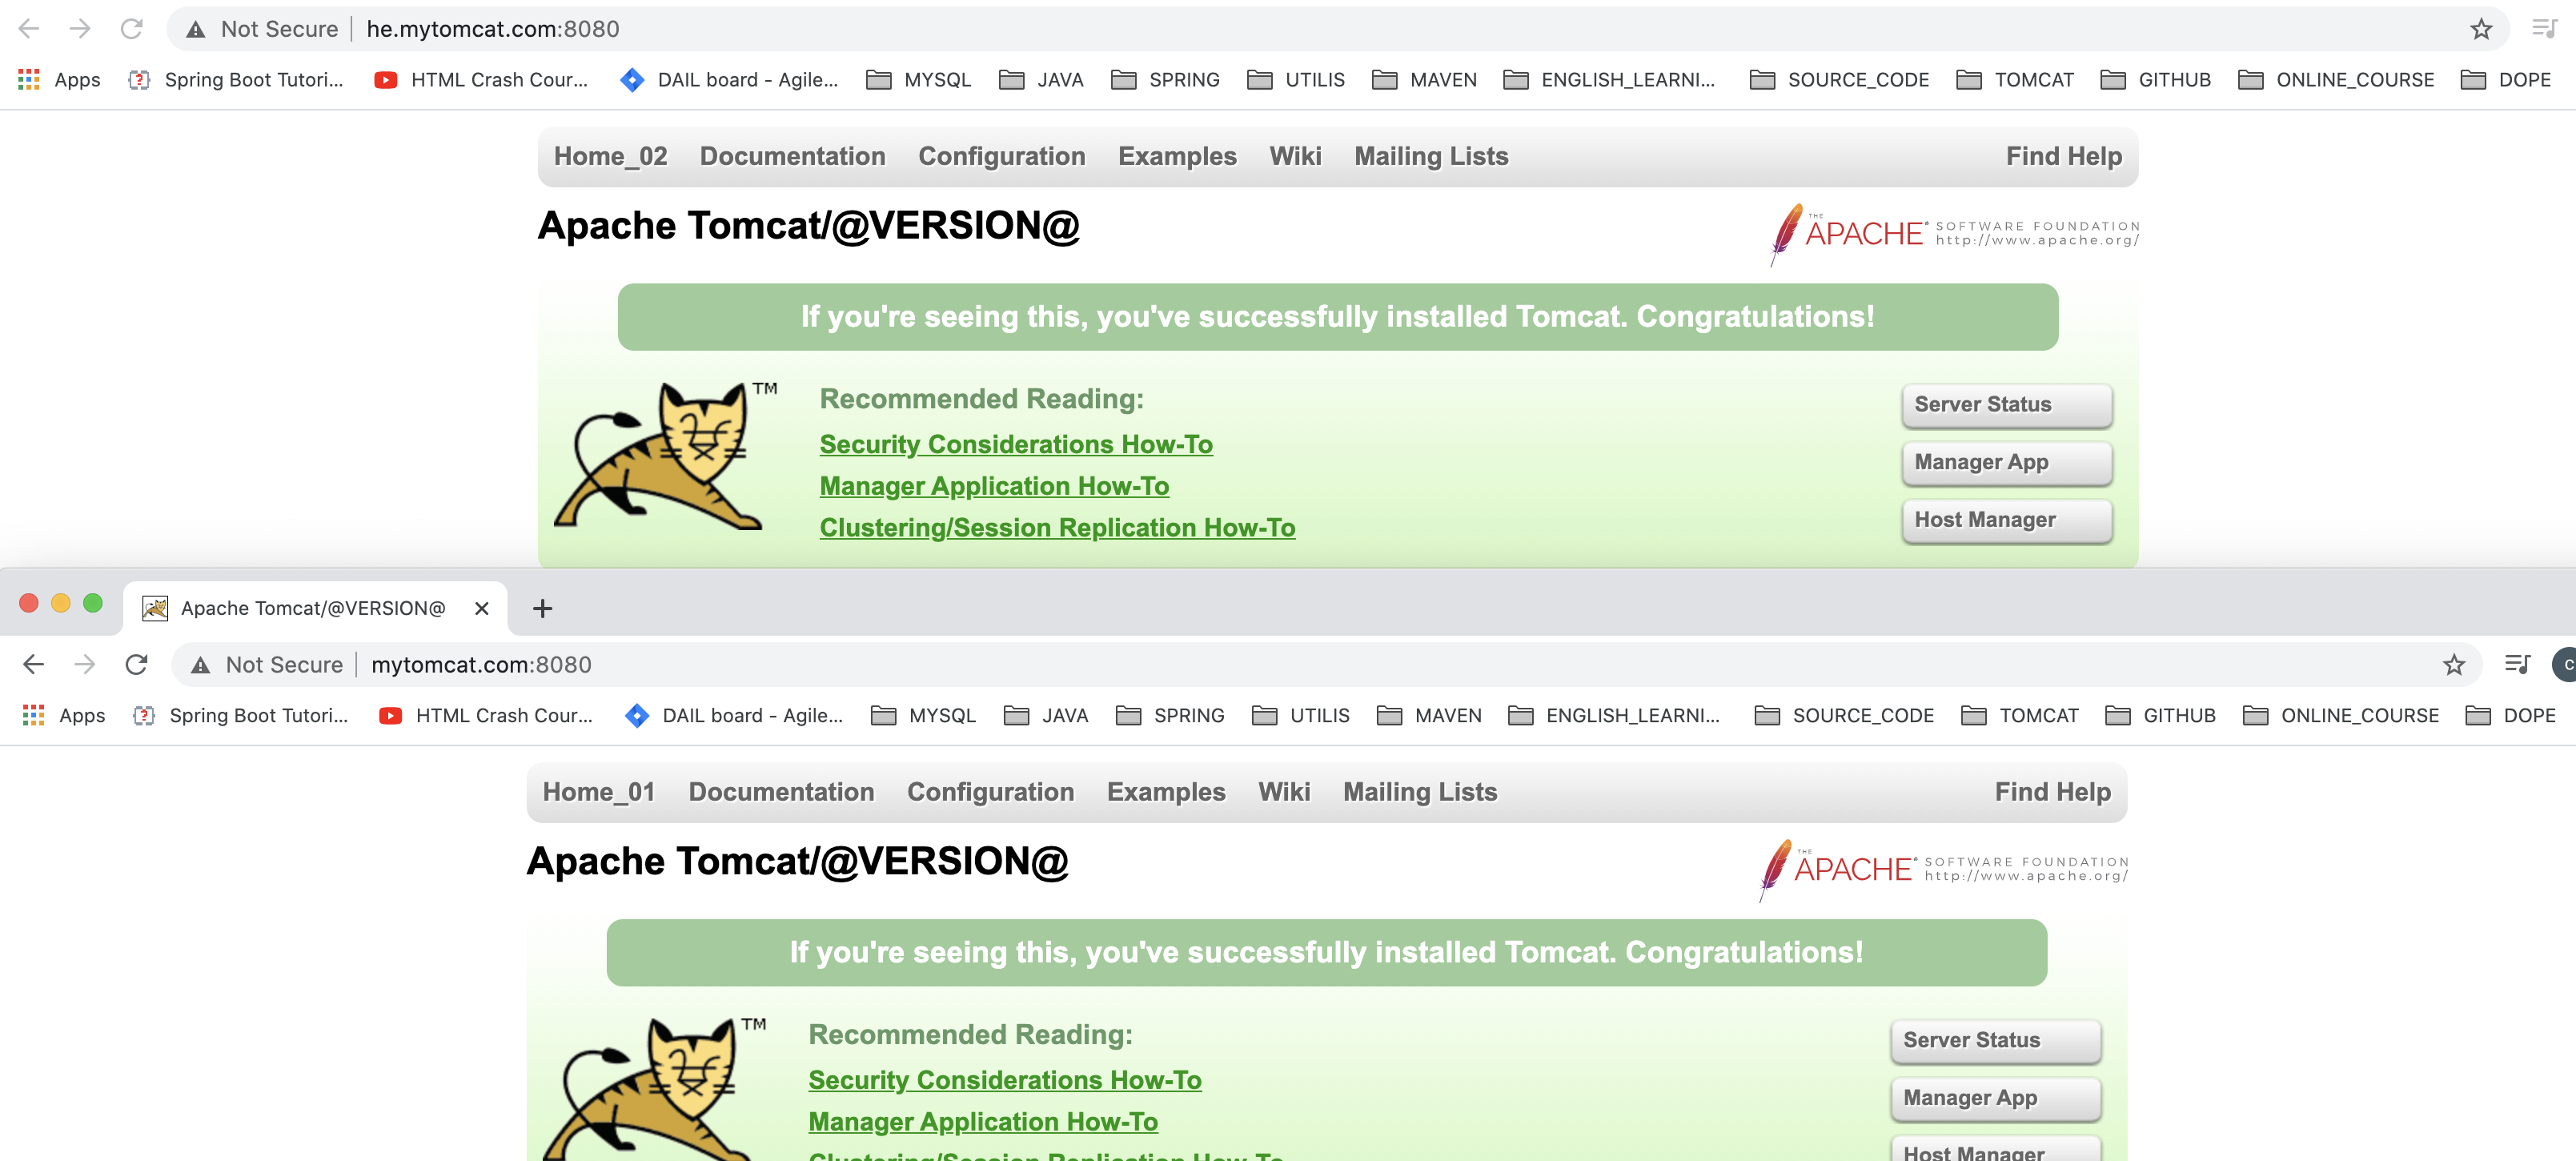 Not Secure he.mytomcat.com:8080
Apps Spring Boot Tutori... HTML Crash Cour... DAIL board - Agile... MYSQL JAVA SPRING UTILIS MAVEN ENGLISH_LEARNI... SOURCE_CODE TOMCAT GITHUB ONLINE_COURSE DOPE
Home_02 Documentation Configuration Examples Wiki Mailing Lists Find Help
Apache Tomcat/@VERSION@
THE APACHE® SOFTWARE FOUNDATION
http://www.apache.org/
If you're seeing this, you've successfully installed Tomcat. Congratulations!
TM
Recommended Reading:
Security Considerations How-To
Manager Application How-To
Clustering/Session Replication How-To
Server Status
Manager App
Host Manager
Apache Tomcat/@VERSION@
Not Secure mytomcat.com:8080
c
Apps Spring Boot Tutori... HTML Crash Cour... DAIL board - Agile... MYSQL JAVA SPRING UTILIS MAVEN ENGLISH_LEARNI... SOURCE_CODE TOMCAT GITHUB ONLINE_COURSE DOPE
Home_01 Documentation Configuration Examples Wiki Mailing Lists Find Help
Apache Tomcat/@VERSION@
THE APACHE® SOFTWARE FOUNDATION
http://www.apache.org/
If you're seeing this, you've successfully installed Tomcat. Congratulations!
TM
Recommended Reading:
Security Considerations How-To
Manager Application How-To
Clustering/Session Replication How-To
Server Status
Manager App
Host Manager